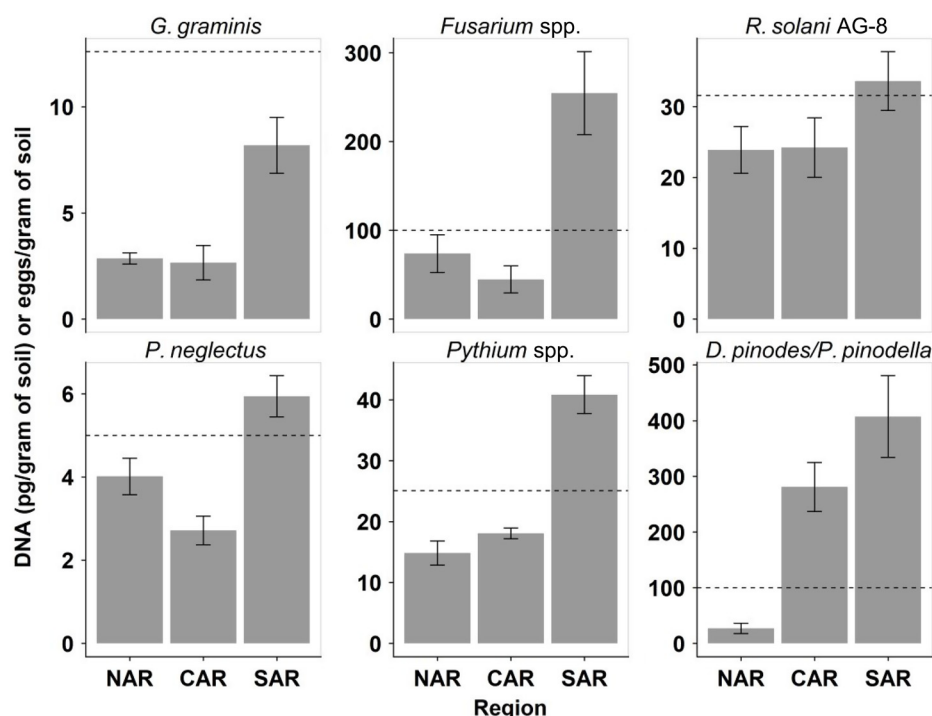 G. graminis
Fusarium spp.
R. solani AG-8
10
5
0
300
200
100
0
30
20
10
0
DNA (pg/gram of soil) or eggs/gram of soil
P. neglectus
Pythium spp.
D. pinodes/P. pinodella
6
4
2
0
40
30
20
10
0
500
400
300
200
100
0
NAR CAR SAR
NAR CAR SAR
NAR CAR SAR
Region